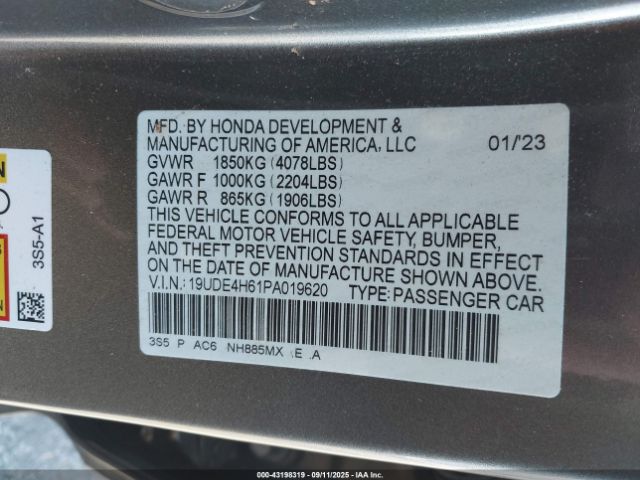 MFD. BY HONDA DEVELOPMENT &
MANUFACTURING OF AMERICA, LLC 01/'23
GVWR 1850KG (4078LBS)
GAWR F 1000KG (2204LBS)
GAWR R 865KG (1906LBS)
THIS VEHICLE CONFORMS TO ALL APPLICABLE
FEDERAL MOTOR VEHICLE SAFETY, BUMPER,
AND THEFT PREVENTION STANDARDS IN EFFECT
ON THE DATE OF MANUFACTURE SHOWN ABOVE.
V.I.N.: 19UDE4H61PA019620 TYPE: PASSENGER CAR
3S5 P AC6 NH885MX E A
3S5-A1
000-43198319 | 09/11/2025 | IAA, Inc.